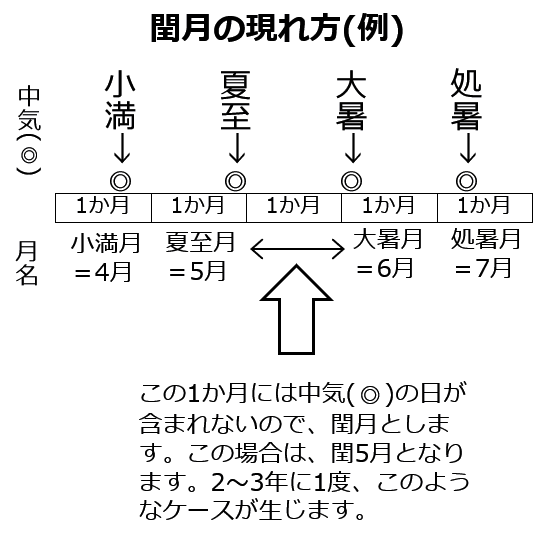 閏月の現れ方(例)
中気(◎)
小満 夏至 大暑 処暑
↓ ↓ ↓ ↓
◎ ◎ ◎ ◎
1か月 1か月 1か月 1か月 1か月
月名
小満月 夏至月 大暑月 処暑月
＝4月 ＝5月 ＝6月 ＝7月
この1か月には中気(◎)の日が
含まれないので、閏月としま
す。この場合は、閏5月となり
ます。2～3年に1度、このよう
なケースが生じます。